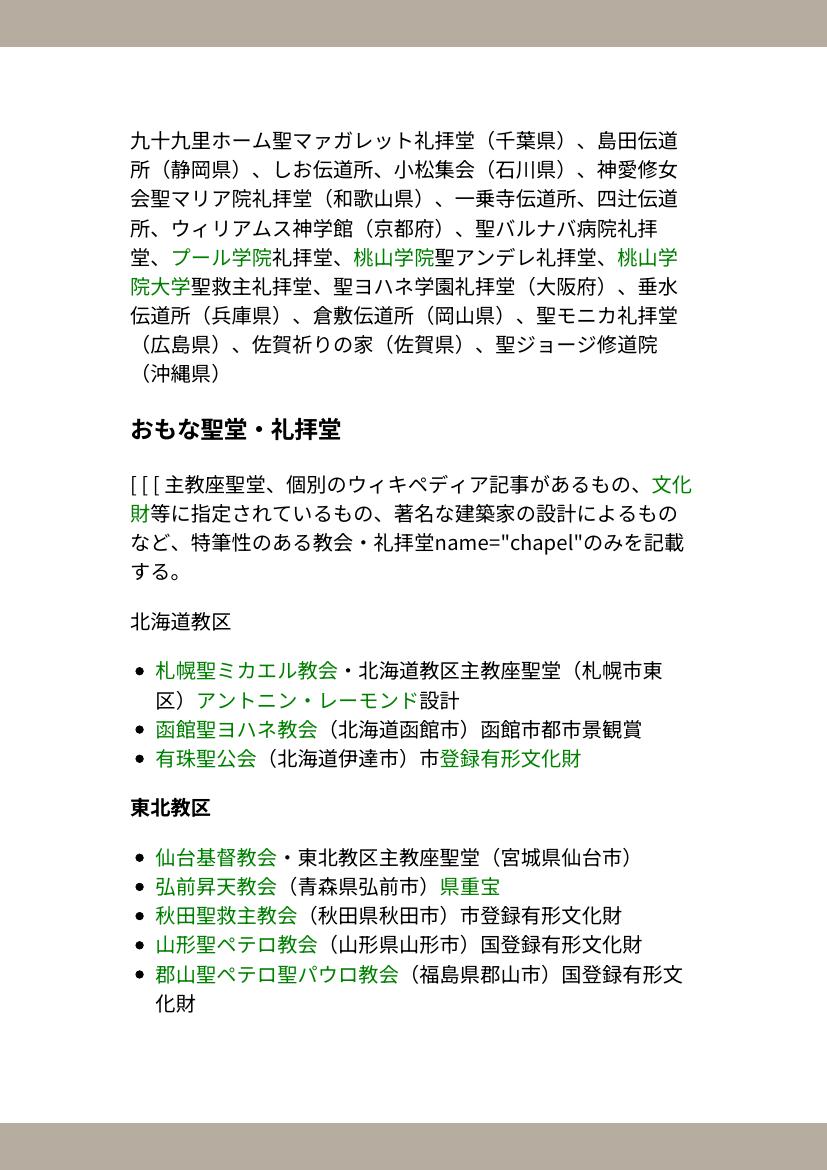 九十九里ホーム聖マァガレット礼拝堂（千葉県）、島田伝道
所（静岡県）、しお伝道所、小松集会（石川県）、神愛修女
会聖マリア院礼拝堂（和歌山県）、一乗寺伝道所、四辻伝道
所、ウィリアムス神学館（京都府）、聖バルナバ病院礼拝
堂、プール学院礼拝堂、桃山学院聖アンデレ礼拝堂、桃山学
院大学聖救主礼拝堂、聖ヨハネ学園礼拝堂（大阪府）、垂水
伝道所（兵庫県）、倉敷伝道所（岡山県）、聖モニカ礼拝堂
（広島県）、佐賀祈りの家（佐賀県）、聖ジョージ修道院
（沖縄県）
おもな聖堂・礼拝堂
[ [ [ 主教座聖堂、個別のウィキペディア記事があるもの、文化
財等に指定されているもの、著名な建築家の設計によるもの
など、特筆性のある教会・礼拝堂name="chapel"のみを記載
する。
北海道教区
• 札幌聖ミカエル教会・北海道教区主教座聖堂（札幌市東
区）アントニン・レーモンド設計
• 函館聖ヨハネ教会（北海道函館市）函館市都市景観賞
• 有珠聖公会（北海道伊達市）市登録有形文化財
東北教区
• 仙台基督教会・東北教区主教座聖堂（宮城県仙台市）
• 弘前昇天教会（青森県弘前市）県重宝
• 秋田聖救主教会（秋田県秋田市）市登録有形文化財
• 山形聖ペテロ教会（山形県山形市）国登録有形文化財
• 郡山聖ペテロ聖パウロ教会（福島県郡山市）国登録有形文
化財